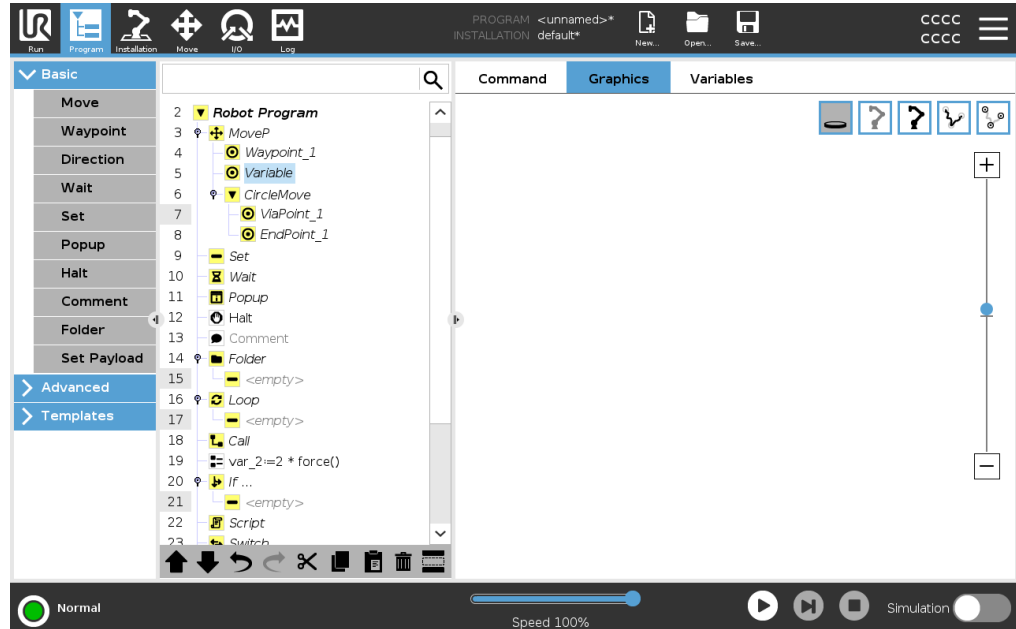 UR
PROGRAM <unnamed>*
INSTALLATION default*
CCCC
CCCC
Run
Program
Installation
Move
I/O
Log
New...
Open...
Save...
Basic
Move
Waypoint
Direction
Wait
Set
Popup
Halt
Comment
Folder
Set Payload
Advanced
Templates
2 Robot Program
3 MoveP
4 Waypoint_1
5 Variable
6 CircleMove
7 ViaPoint_1
8 EndPoint_1
9 Set
10 Wait
11 Popup
12 Halt
13 Comment
14 Folder
15 <empty>
16 Loop
17 <empty>
18 Call
19 var_2:=2 * force()
20 If ...
21 <empty>
22 Script
23 Switch
Command
Graphics
Variables
Normal
Speed 100%
Simulation